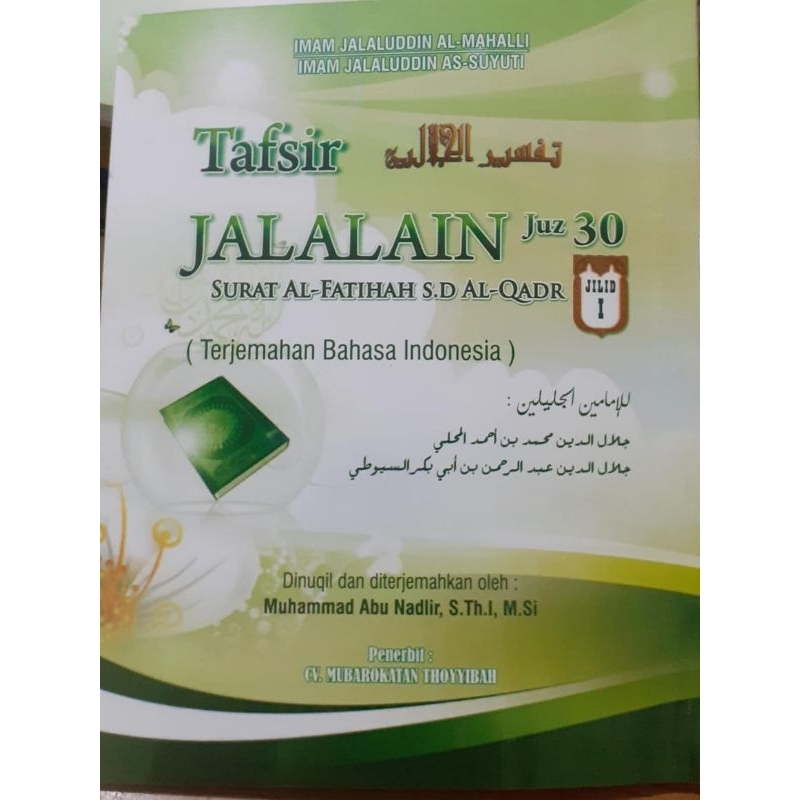 IMAM JALALUDDIN AL-MAHALLI
IMAM JALALUDDIN AS-SUYUTI
Tafsir تفسير الجلالين
JALALAIN Juz 30
SURAT AL-FATIHAH S.D AL-QADR
JILID
I
( Terjemahan Bahasa Indonesia )
للإمامين الجليلين :
جلال الدين محمد بن أحمد المحلي
جلال الدين عبد الرحمن بن أبي بكر السيوطي
Dinuqil dan diterjemahkan oleh :
Muhammad Abu Nadlir, S.Th.I, M.Si
Penerbit :
CV. MUBAROKATAN THOYYIBAH